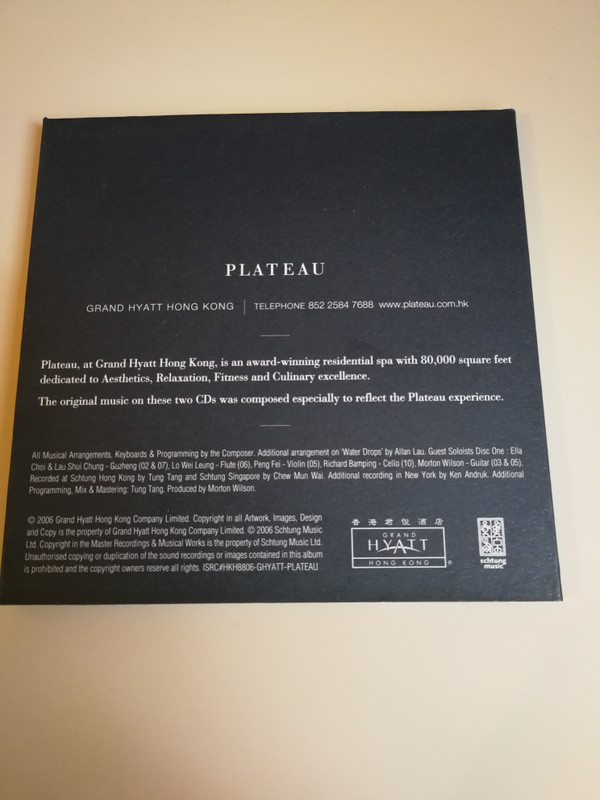 PLATEAU
GRAND HYATT HONG KONG | TELEPHONE 852 2584 7688 www.plateau.com.hk
Plateau, at Grand Hyatt Hong Kong, is an award-winning residential spa with 80,000 square feet
dedicated to Aesthetics, Relaxation, Fitness and Culinary excellence.
The original music on these two CDs was composed especially to reflect the Plateau experience.
All Musical Arrangements, Keyboards & Programming by the Composer. Additional arrangement on 'Water Drops' by Allan Lau. Guest Soloists Disc One : Ella
Choi & Lau Shui Chung - Guzheng (02 & 07), Lo Wei Leung - Flute (06), Peng Fei - Violin (05), Richard Bamping - Cello (10), Morton Wilson - Guitar (03 & 05).
Recorded at Schtung Hong Kong by Tung Tang and Schtung Singapore by Chew Mun Wai. Additional recording in New York by Ken Andruk. Additional
Programming, Mix & Mastering: Tung Tang. Produced by Morton Wilson.
© 2006 Grand Hyatt Hong Kong Company Limited. Copyright in all Artwork, Images, Design
and Copy is the property of Grand Hyatt Hong Kong Company Limited. © 2006 Schtung Music
Ltd. Copyright in the Master Recordings & Musical Works is the property of Schtung Music Ltd.
Unauthorised copying or duplication of the sound recordings or images contained in this album
is prohibited and the copyright owners reserve all rights. ISRC#HKH8806-GHYATT-PLATEAU
香港君悅酒店
GRAND
HYATT
HONG KONG ®
schtung
music